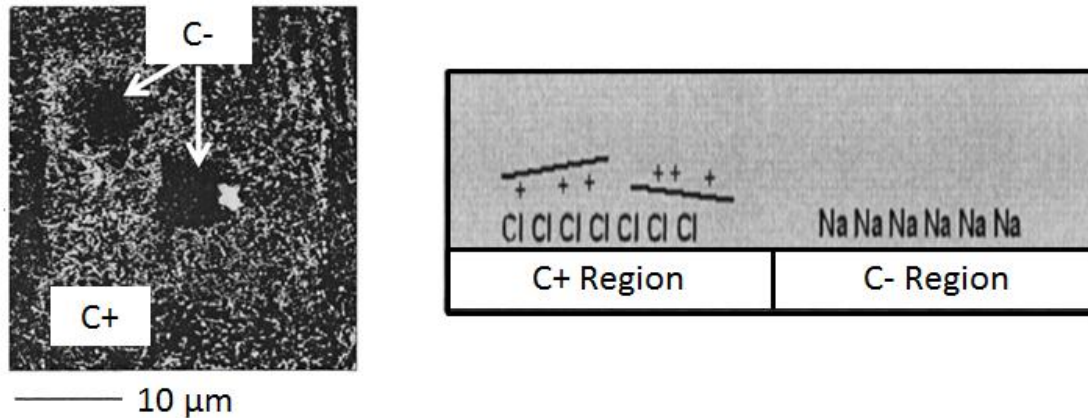 C-
C+
10 µm
+ + +
++ +
Cl Cl Cl Cl Cl Cl Cl
Na Na Na Na Na Na
C+ Region
C- Region